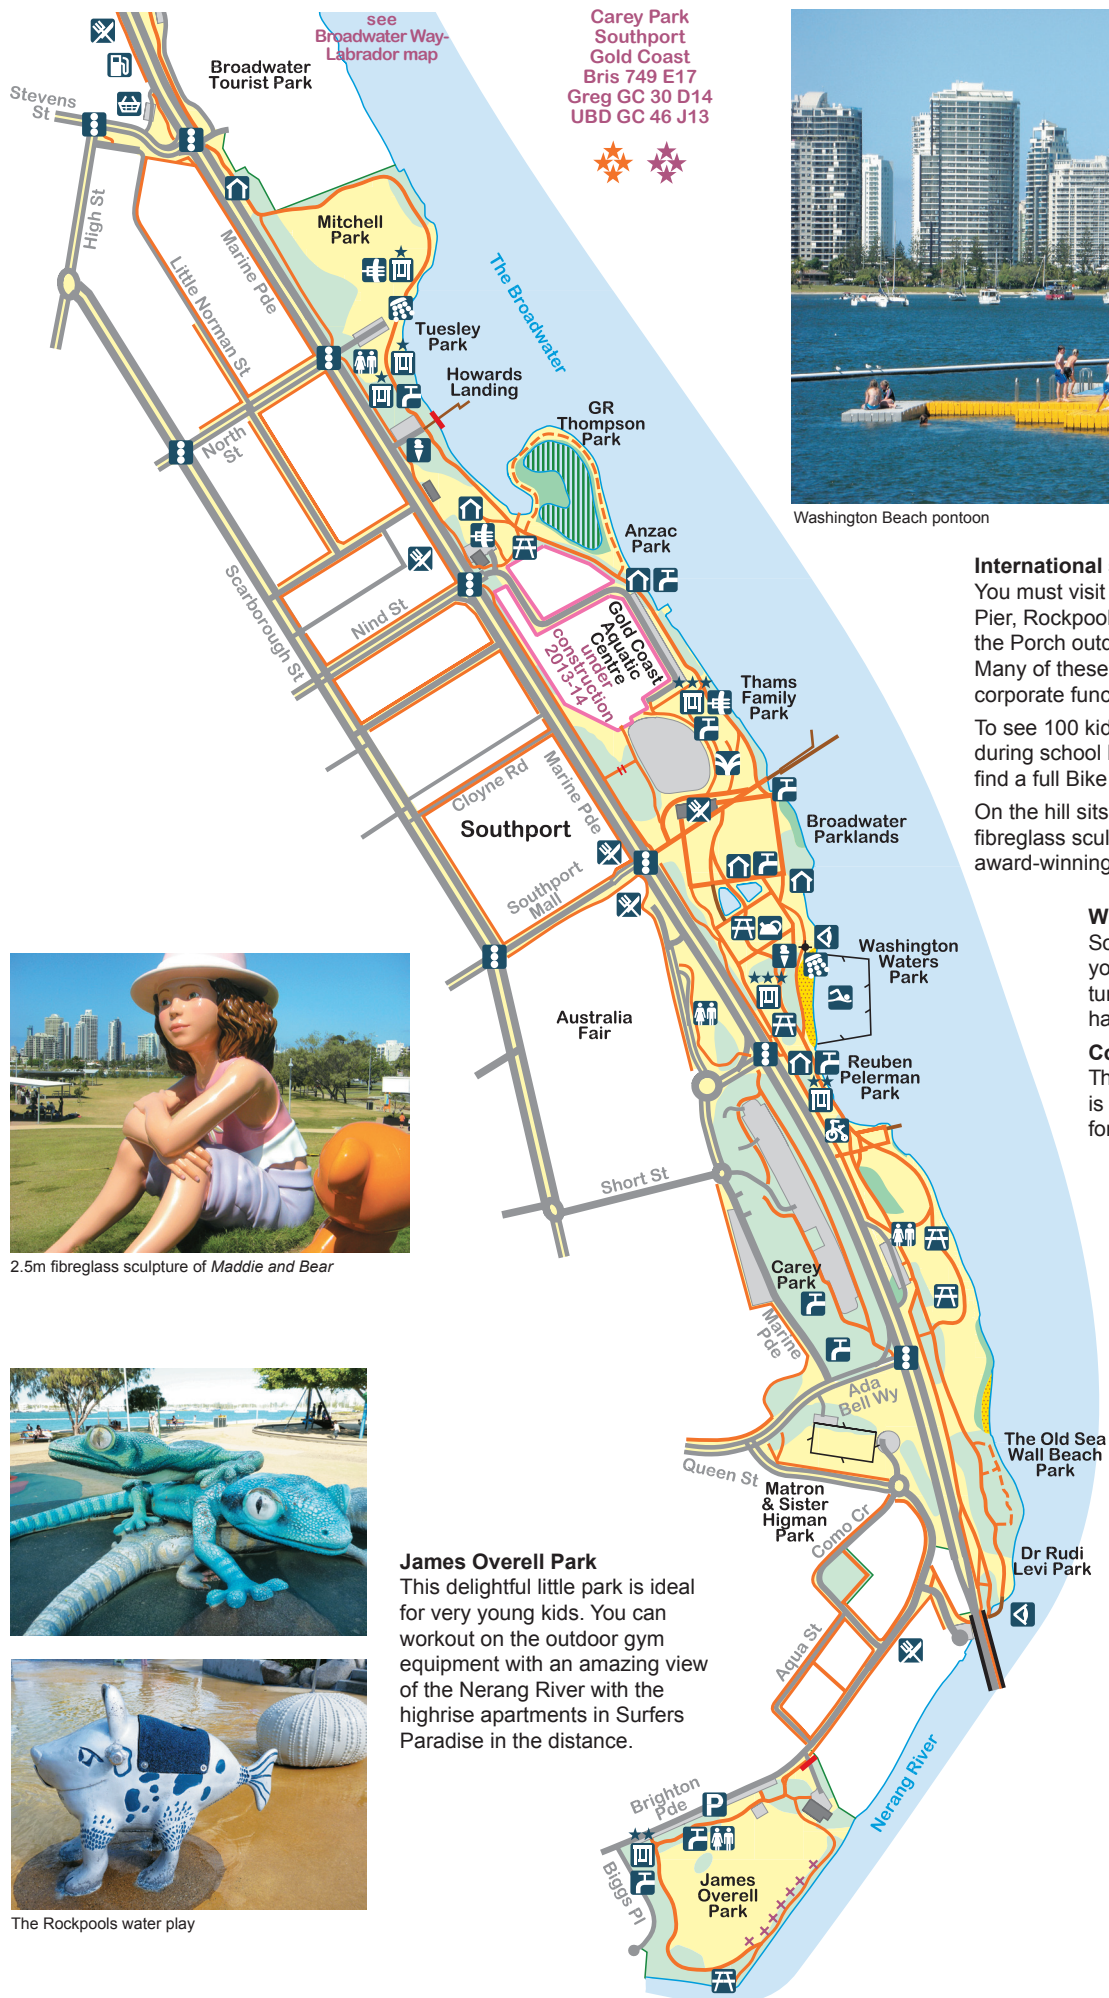 see
Broadwater Way-
Labrador map
Carey Park
Southport
Gold Coast
Bris 749 E17
Greg GC 30 D14
UBD GC 46 J13
Broadwater
Tourist Park
Stevens
St
High St
Mitchell
Park
Marine Pde
Little Norman St
The Broadwater
Tuesley
Park
Howards
Landing
GR
Thompson
Park
North
St
Washington Beach pontoon
Anzac
Park
Scarborough St
Nind St
Gold Coast
Aquatic
Centre
under
construction
2013-14
International
You must visit
Pier, Rockpool
the Porch outd
Many of these
corporate func
To see 100 kid
during school
find a full Bike
On the hill sits
fibreglass scul
award-winning
Thams
Family
Park
Marine Pde
Cloyne Rd
Southport
Broadwater
Parklands
Southport
Mall
W
So
yo
tur
ha
Washington
Waters
Park
Australia
Fair
Co
Th
is
for
Reuben
Pelerman
Park
Short St
2.5m fibreglass sculpture of Maddie and Bear
Carey
Park
Marine
Pde
Ada
Bell Wy
The Old Sea
Wall Beach
Park
Queen St
Matron
& Sister
Higman
Park
Como Cr
Dr Rudi
Levi Park
James Overell Park
This delightful little park is ideal
for very young kids. You can
workout on the outdoor gym
equipment with an amazing view
of the Nerang River with the
highrise apartments in Surfers
Paradise in the distance.
Aqua St
Nerang River
Brighton
Pde
P
Biggs Pl
James
Overell
Park
The Rockpools water play